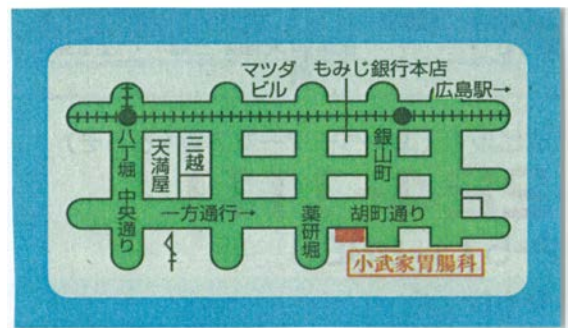 マツダ
ビル
もみじ銀行本店
広島駅→
八丁堀
中央通り
天満屋
三越
銀山町
一方通行→
薬研堀
胡町通り
小武家胃腸科